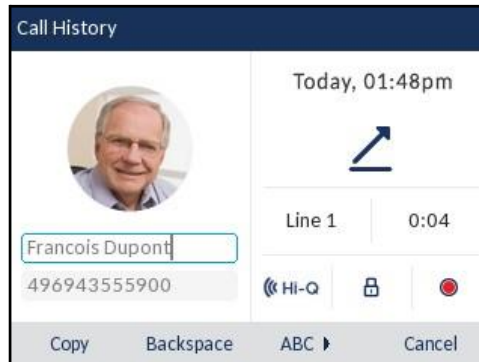 Call History
Today, 01:48pm
Line 1 0:04
Francois Dupont
496943555900
Hi-Q
Copy Backspace ABC Cancel